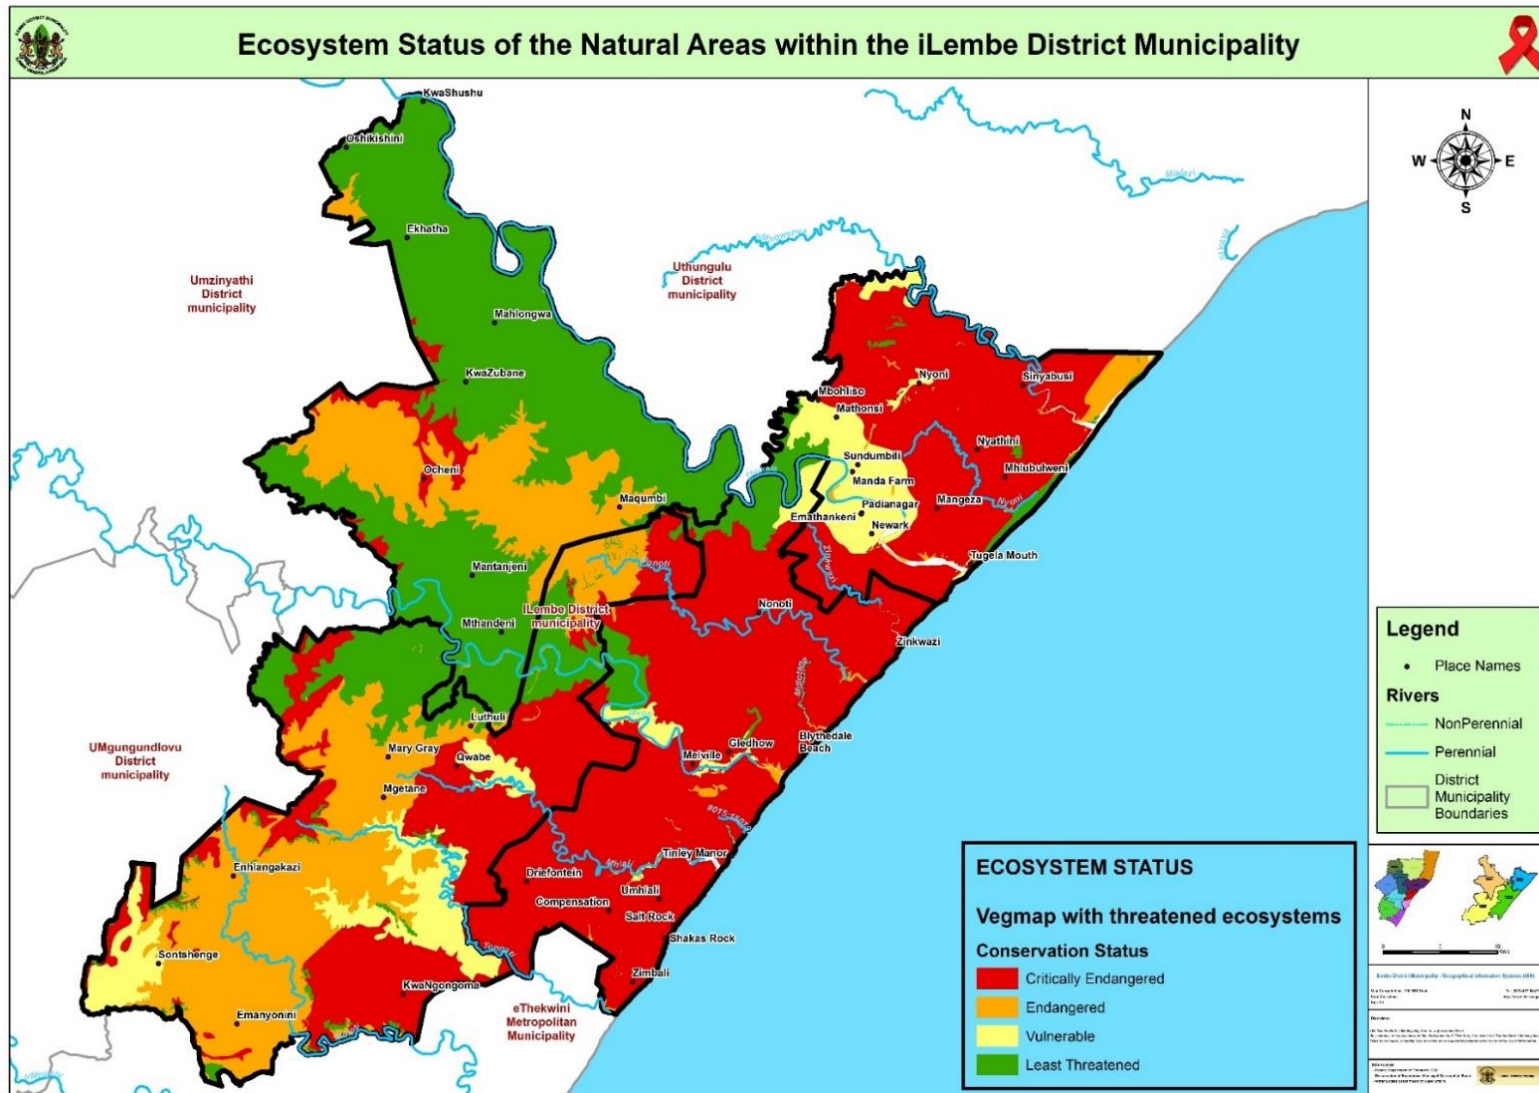 Ecosystem Status of the Natural Areas within the iLembe District Municipality
KwaShushu
Oshikishini
Ekhatha
Umzinyathi
District
municipality
Uthungulu
District
municipality
Mahlongwa
KwaZubane
Mbohliso
Mathonsi
Nyoni
Sinyabusi
Ocheni
Sundumbili
Nyathini
Manda Farm
Mhlubulweni
Maqumbi
Padianagar
Mangeza
Nyoni
Emathankeni
Newark
Tugela Mouth
Mantanjeni
Nonoti
Nonoti
ILembe District
municipality
Mthandeni
Zinkwazi
Luthuli
UMgungundlovu
District
municipality
Mary Gray
Qwabe
Melville
Gledhow
Blythedale
Beach
Mgetane
Enhlangakazi
Driefontein
Mhlali
Tinley Manor
Compensation
Umhlali
Salt Rock
Shakas Rock
Sontshenge
Tongati
Zimbali
KwaNgongoma
Emanyonini
eThekwini
Metropolitan
Municipality
N
W E
S
Legend
Place Names
Rivers
NonPerennial
Perennial
District
Municipality
Boundaries
ECOSYSTEM STATUS
Vegmap with threatened ecosystems
Conservation Status
Critically Endangered
Endangered
Vulnerable
Least Threatened